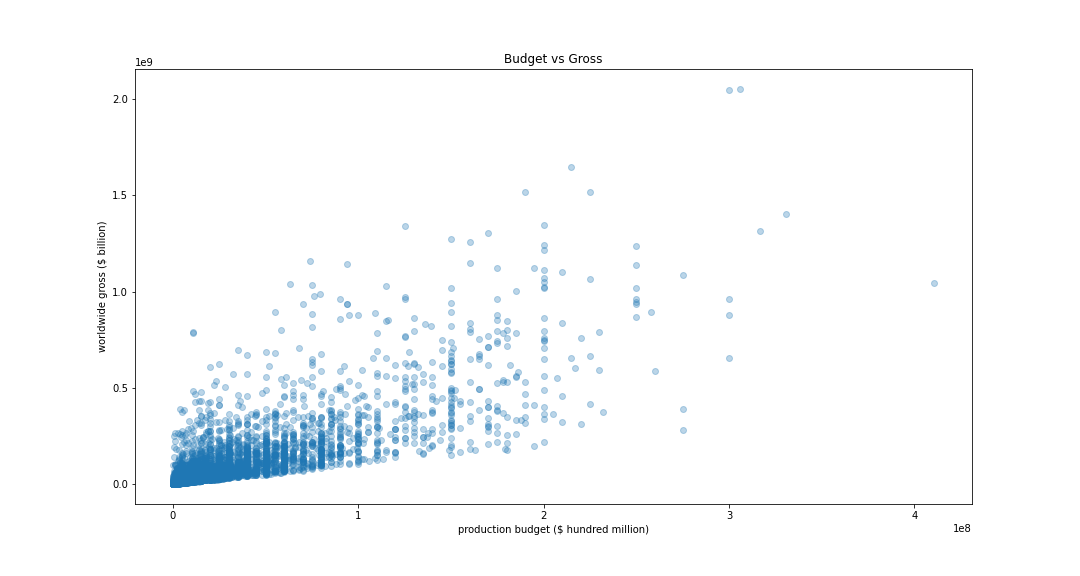 Budget vs Gross
1e9
2.0
1.5
1.0
0.5
0.0
worldwide gross ($ billion)
0 1 2 3 4
1e8
production budget ($ hundred million)